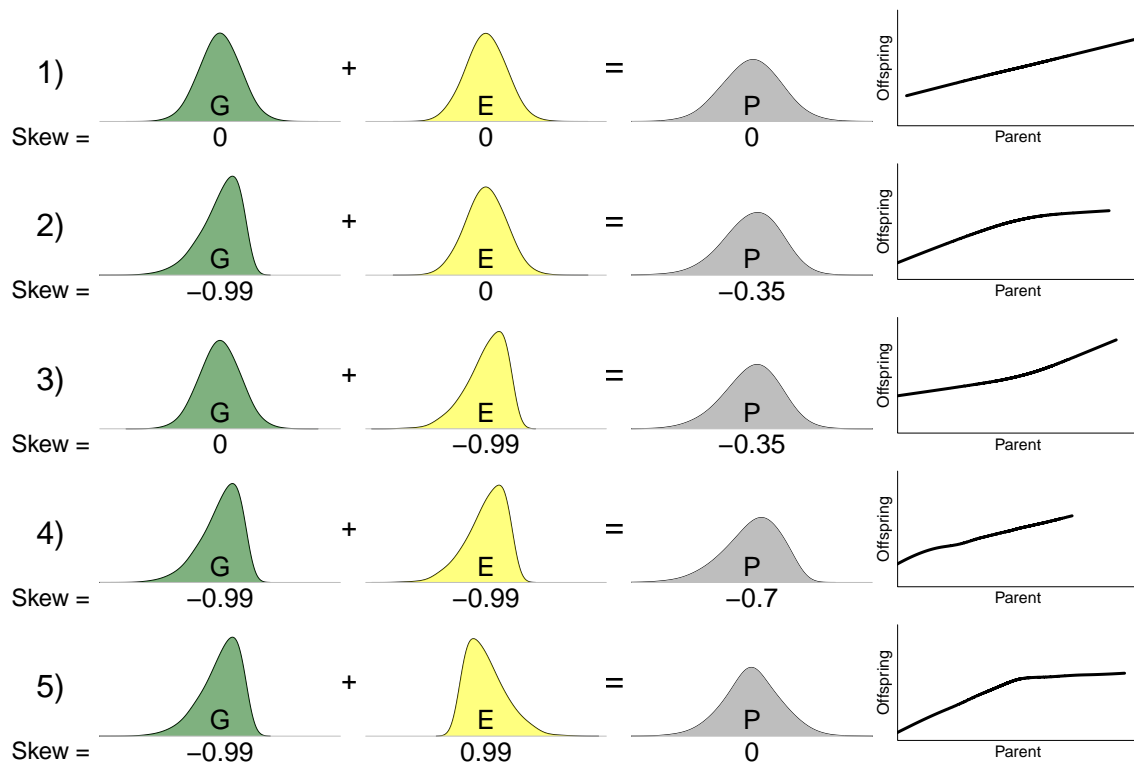 1) G + E = P
Offspring
Parent
Skew = 0 0 0
2) G + E = P
Offspring
Parent
Skew = −0.99 0 −0.35
3) G + E = P
Offspring
Parent
Skew = 0 −0.99 −0.35
4) G + E = P
Offspring
Parent
Skew = −0.99 −0.99 −0.7
5) G + E = P
Offspring
Parent
Skew = −0.99 0.99 0